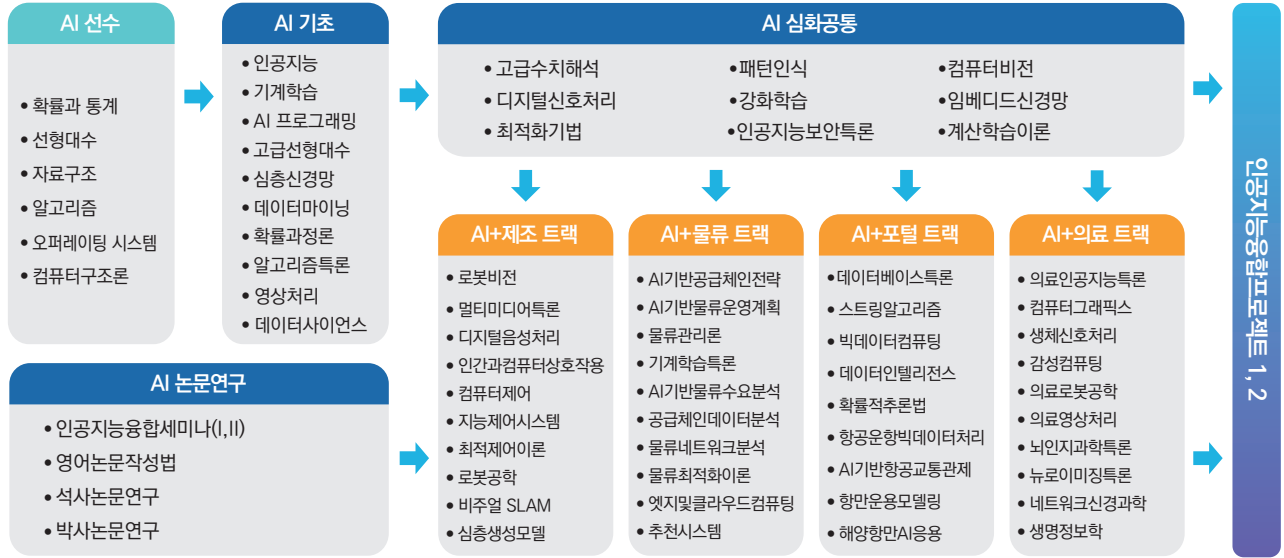 AI 선수
• 확률과 통계
• 선형대수
• 자료구조
• 알고리즘
• 오퍼레이팅 시스템
• 컴퓨터구조론
AI 기초
• 인공지능
• 기계학습
• AI 프로그래밍
• 고급선형대수
• 심층신경망
• 데이터마이닝
• 확률과정론
• 알고리즘특론
• 영상처리
• 데이터사이언스
AI 심화공통
• 고급수치해석
• 디지털신호처리
• 최적화기법
•패턴인식
•강화학습
•인공지능보안특론
•컴퓨터비전
•임베디드신경망
•계산학습이론
AI 논문연구
• 인공지능융합세미나(I,II)
• 영어논문작성법
• 석사논문연구
• 박사논문연구
AI+제조 트랙
• 로봇비전
• 멀티미디어특론
• 디지털음성처리
• 인간과컴퓨터상호작용
• 컴퓨터제어
• 지능제어시스템
• 최적제어이론
• 로봇공학
• 비주얼 SLAM
• 심층생성모델
AI+물류 트랙
• AI기반공급체인전략
• AI기반물류운영계획
• 물류관리론
• 기계학습특론
• AI기반물류수요분석
• 공급체인데이터분석
• 물류네트워크분석
• 물류최적화이론
• 엣지및클라우드컴퓨팅
• 추천시스템
AI+포털 트랙
•데이터베이스특론
• 스트링알고리즘
• 빅데이터컴퓨팅
• 데이터인텔리전스
• 확률적추론법
• 항공운항빅데이터처리
• AI기반항공교통관제
• 항만운용모델링
• 해양항만AI응용
AI+의료 트랙
• 의료인공지능특론
• 컴퓨터그래픽스
• 생체신호처리
• 감성컴퓨팅
• 의료로봇공학
• 의료영상처리
• 뇌인지과학특론
• 뉴로이미징특론
• 네트워크신경과학
• 생명정보학
인공지능융합프로젝트 1, 2